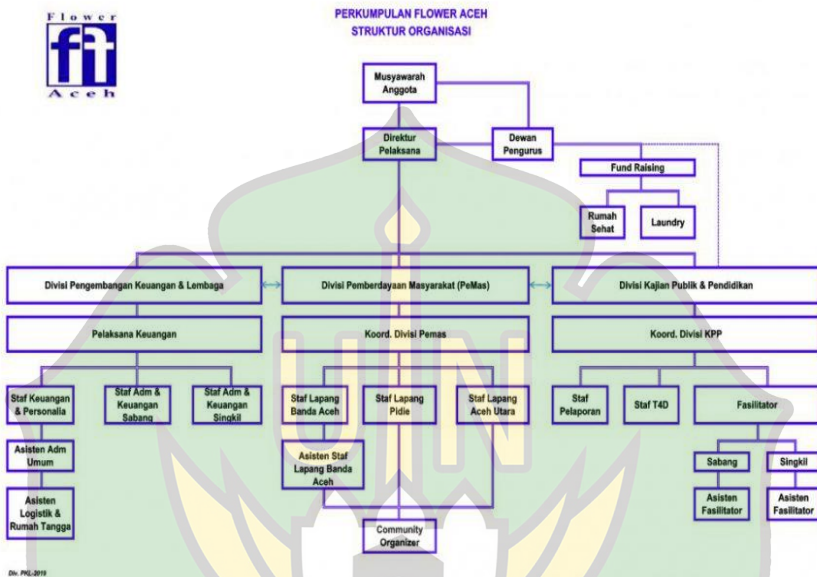 Flower
Aceh
PERKUMPULAN FLOWER ACEH
STRUKTUR ORGANISASI
Musyawarah
Anggota
Direktur
Pelaksana
Dewan
Pengurus
Fund Raising
Rumah
Sehat
Laundry
Divisi Pengembangan Keuangan & Lembaga
Divisi Pemberdayaan Masyarakat (PeMas)
Divisi Kajian Publik & Pendidikan
Pelaksana Keuangan
Koord. Divisi Pemas
Koord. Divisi KPP
Staf Keuangan
& Personalia
Staf Adm &
Keuangan
Sabang
Staf Adm &
Keuangan
Singkil
Staf Lapang
Banda Aceh
Staf Lapang
Pidie
Staf Lapang
Aceh Utara
Staf
Pelaporan
Staf T4D
Fasilitator
Asisten Adm
Umum
Asisten Staf
Lapang Banda
Aceh
Sabang
Singkil
Asisten
Logistik &
Rumah Tangga
Asisten
Fasilitator
Asisten
Fasilitator
Community
Organizer
UIN